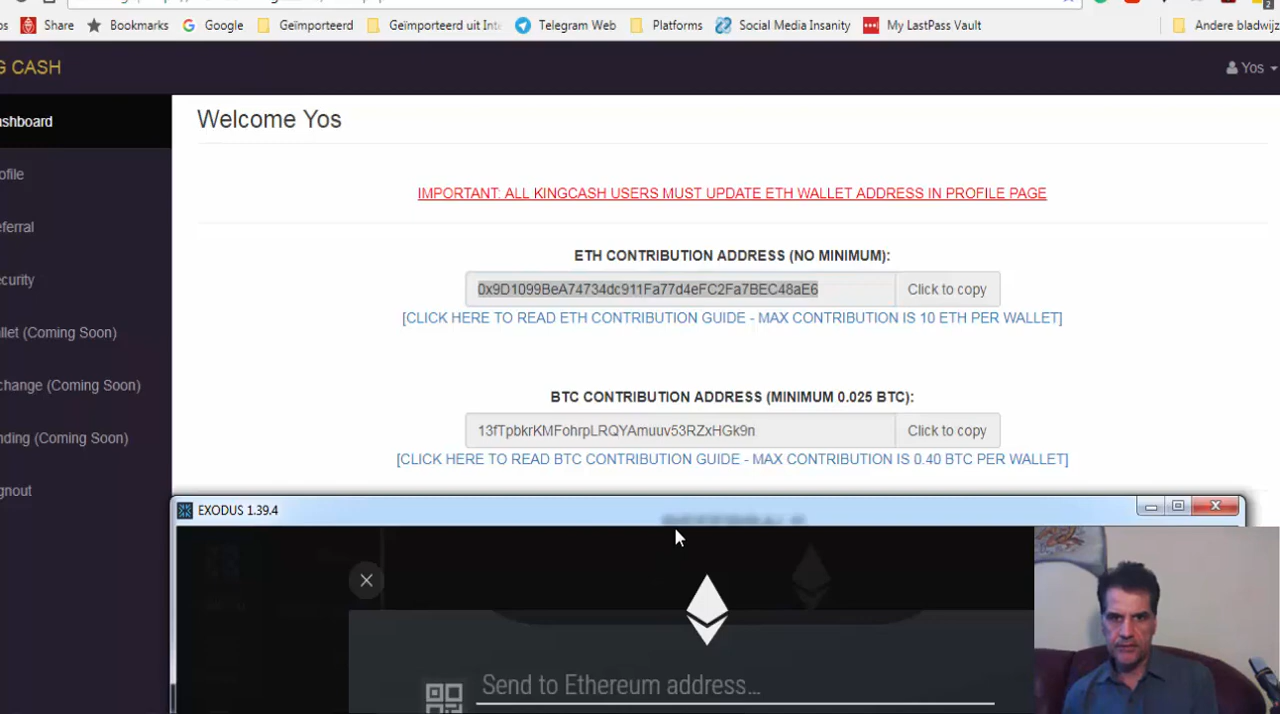 Share Bookmarks Google Geïmporteerd Geïmporteerd uit Telegram Web Platforms Social Media Insanity My LastPass Vault Andere bladwijz
G CASH
Yos
ashboard
Welcome Yos
ofile
IMPORTANT: ALL KINGCASH USERS MUST UPDATE ETH WALLET ADDRESS IN PROFILE PAGE
eferral
ETH CONTRIBUTION ADDRESS (NO MINIMUM):
ecurity
0x9D1099BeA74734dc911Fa77d4eFC2Fa7BEC48aE6 Click to copy
[CLICK HERE TO READ ETH CONTRIBUTION GUIDE - MAX CONTRIBUTION IS 10 ETH PER WALLET]
llet (Coming Soon)
change (Coming Soon)
BTC CONTRIBUTION ADDRESS (MINIMUM 0.025 BTC):
nding (Coming Soon)
13fTpbkrKMFohrpLRQYAmuuv53RZxHGk9n Click to copy
[CLICK HERE TO READ BTC CONTRIBUTION GUIDE - MAX CONTRIBUTION IS 0.40 BTC PER WALLET]
gnout
EXODUS 1.39.4
Send to Ethereum address...